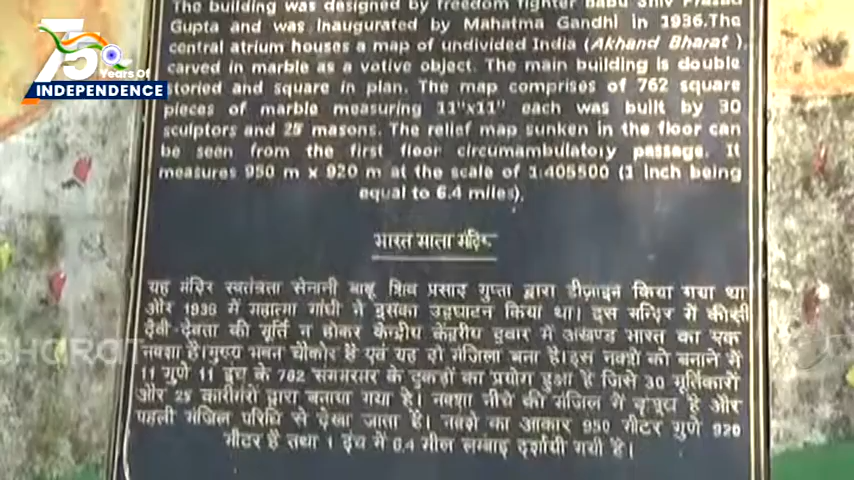 75
Years Of
INDEPENDENCE
The building was designed by freedom fighter Babu Shiv Prasad
Gupta and was inaugurated by Mahatma Gandhi in 1936.The
central atrium houses a map of undivided India (Akhand Bharat ),
carved in marble as a votive object. The main building is double
storied and square in plan. The map comprises of 762 square
pieces of marble measuring 11"x11" each was built by 30
sculptors and 25 masons. The relief map sunken in the floor can
be seen from the first floor circumambulatory passage. It
measures 950 m x 920 m at the scale of 1:405500 (1 inch being
equal to 6.4 miles).
भारत माता मंदिर
यह मंदिर स्वतंत्रता सेनानी बाबू शिव प्रसाद गुप्ता द्वारा डीज़ाइन किया गया था
और 1936 में महात्मा गांधी ने इसका उद्घाटन किया था। इस मन्दिर में कीसी
देवी-देवता की मूर्ति न होकर केन्द्रीय केंद्रीय में अखण्ड भारत का एक
नक्शा है। मुख्य भवन चौकोर है एवं यह दो मंजिला बना है। इस नक्शे को बनाने में
11 गुणे 11 इंच के 762 संगमरमर के टुकड़ों का प्रयोग हुआ है जिसे 30 मूर्तिकारों
और 25 कारीगरों द्वारा बनाया गया है। नक्शा नीचे की मंजिल में है और
पहली मंजिल परिधि से देखा जाता है। नक्शे का आकार 950 मीटर गुणे 920
मीटर है तथा 1 इंच में 6.4 मील लम्बाई दर्शायी गयी है।